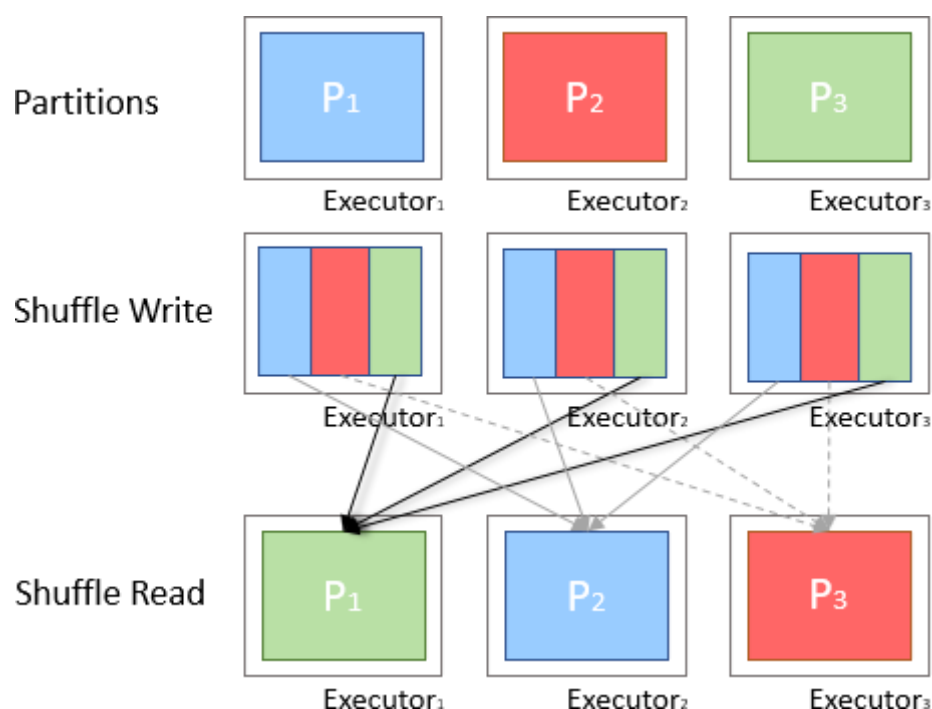 Partitions
P1
P2
P3
Executor1
Executor2
Executor3
Shuffle Write
Executor1
Executor2
Executor3
Shuffle Read
P1
P2
P3
Executor1
Executor2
Executor3